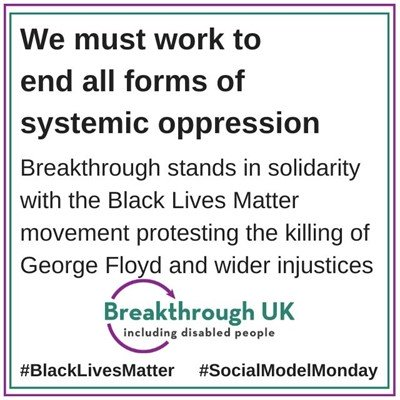 We must work to
end all forms of
systemic oppression
Breakthrough stands in solidarity
with the Black Lives Matter
movement protesting the killing of
George Floyd and wider injustices
Breakthrough UK
including disabled people
#BlackLivesMatter #SocialModelMonday